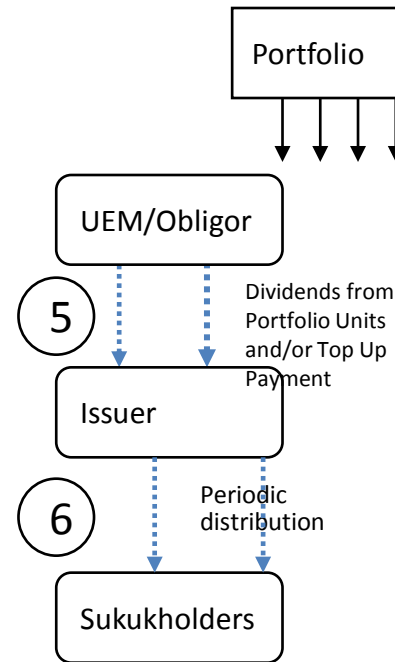 Portfolio
UEM/Obligor
5
Dividends from
Portfolio Units
and/or Top Up
Payment
Issuer
6
Periodic
distribution
Sukukholders